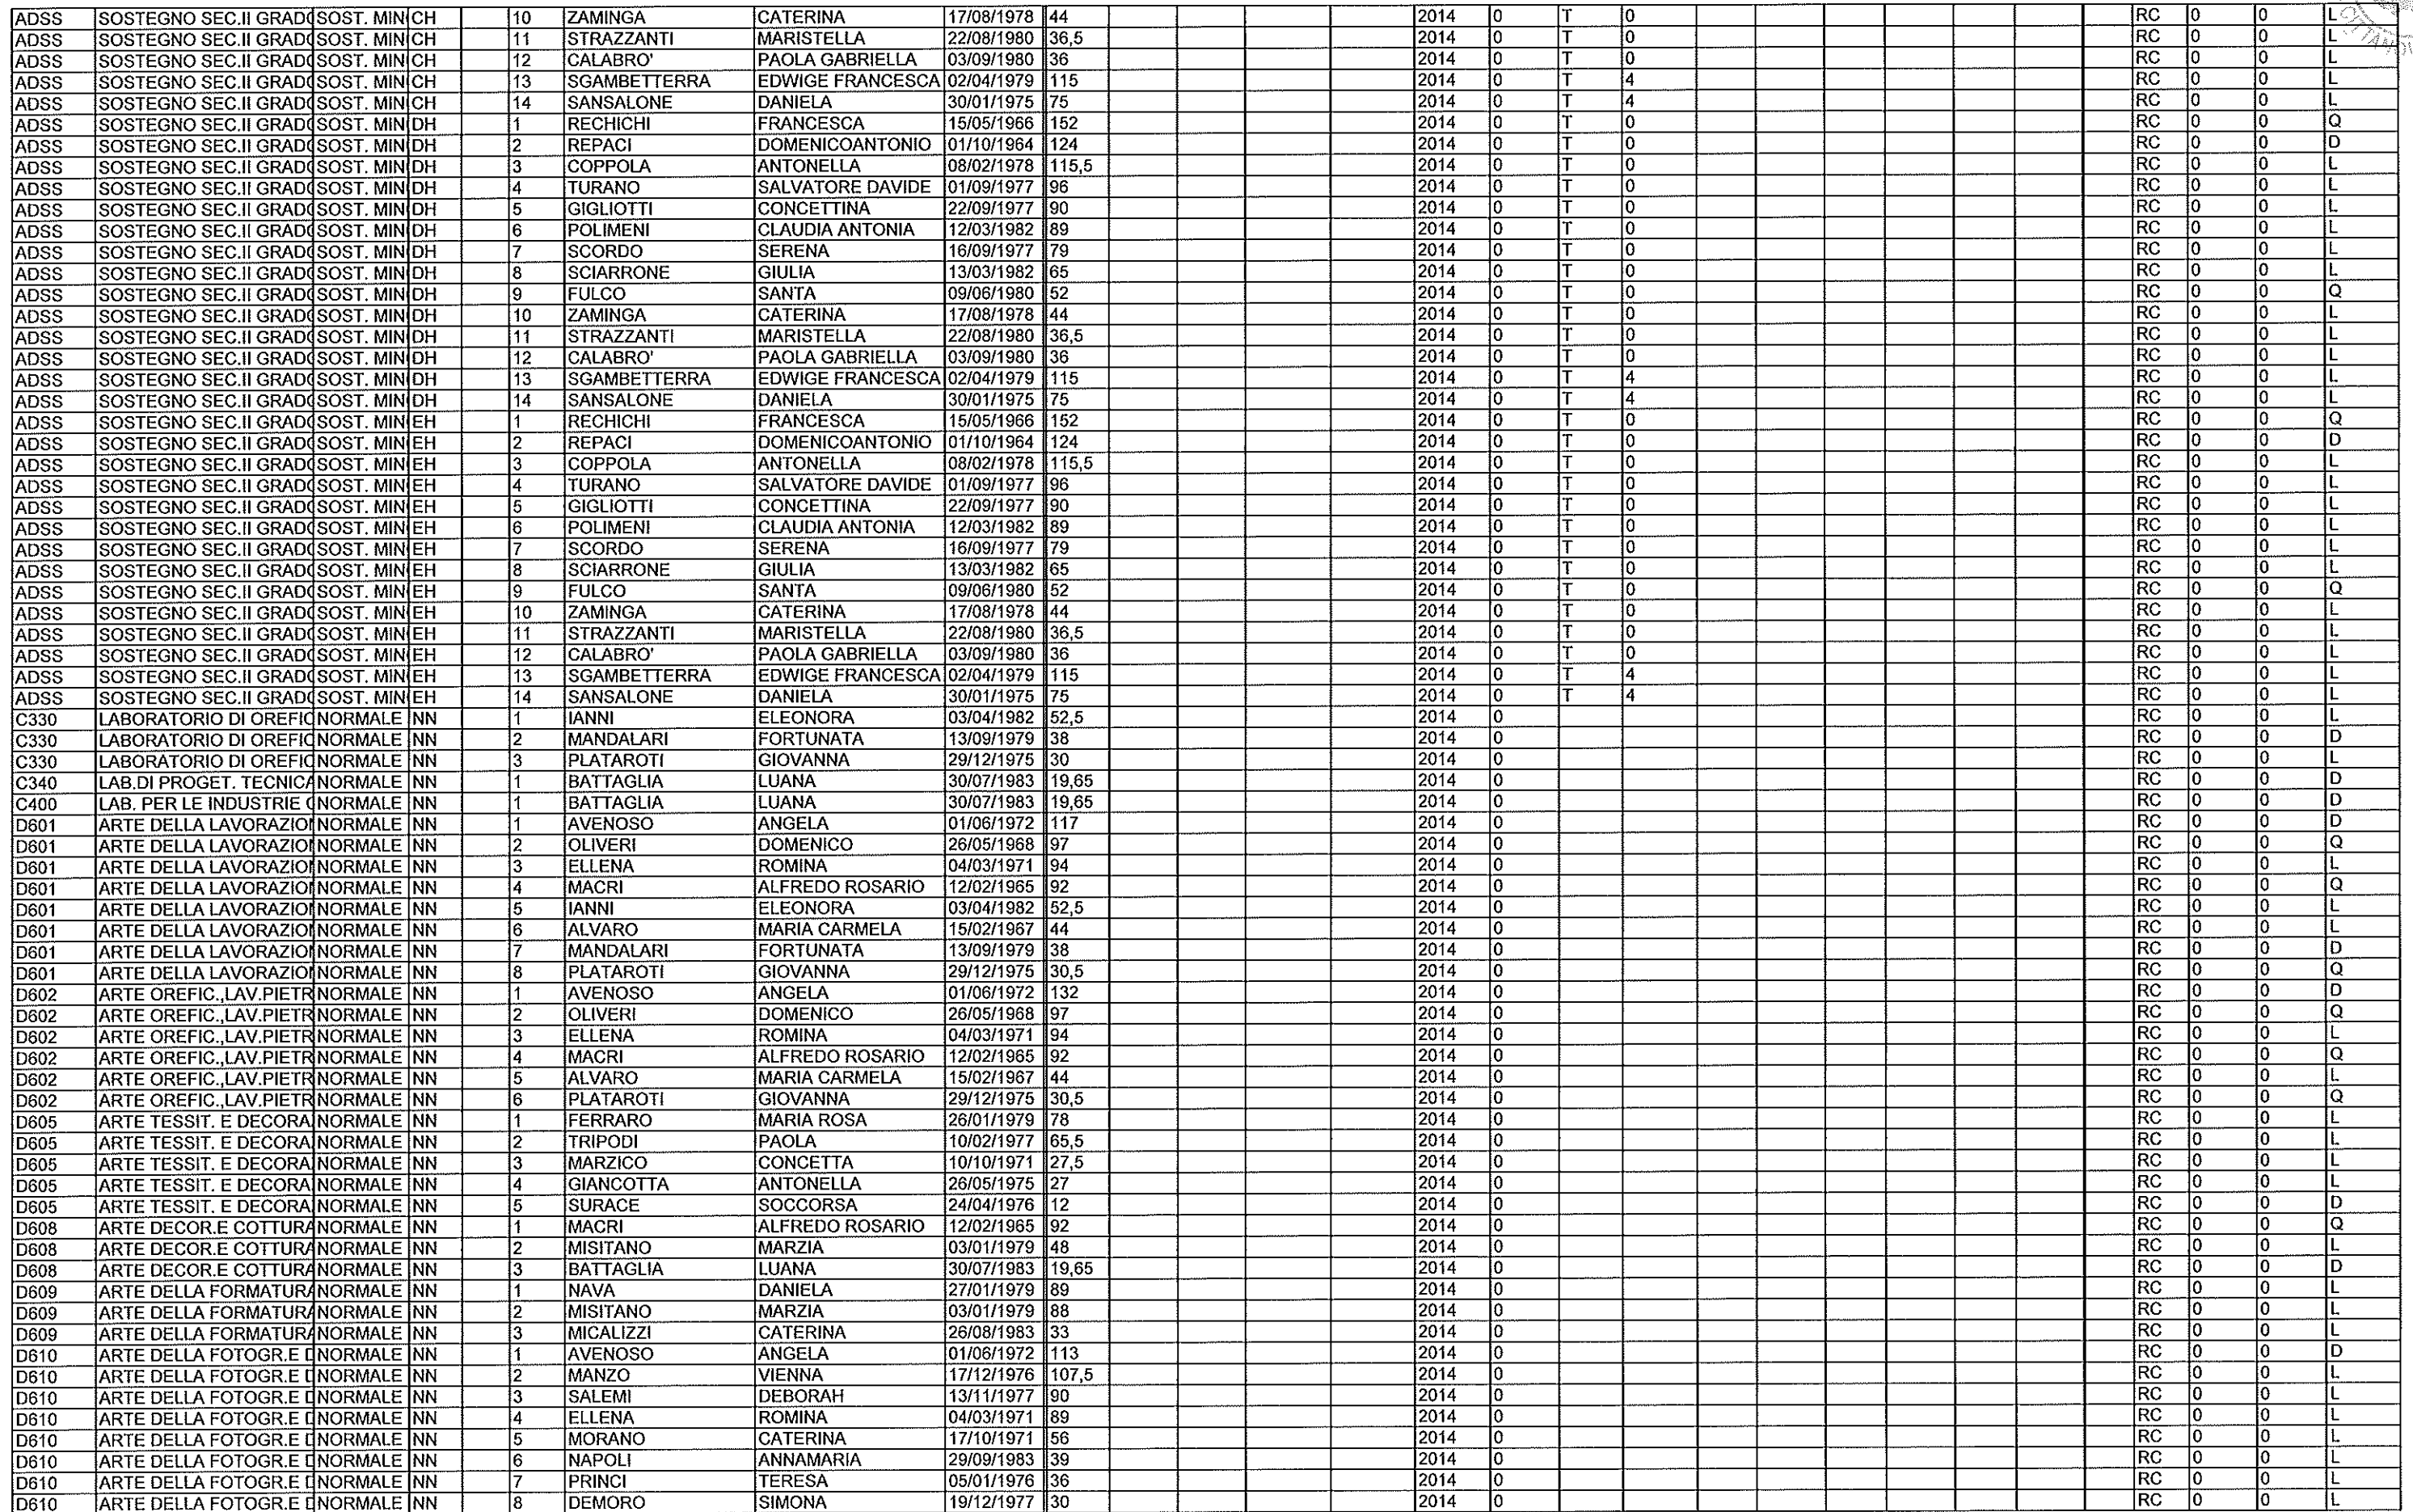 ADSS SOSTEGNO SEC.II GRADO SOST. MIN CH 10 ZAMINGA CATERINA 17/08/1978 44 2014 0 T 0 RC 0 0 L
ADSS SOSTEGNO SEC.II GRADO SOST. MIN CH 11 STRAZZANTI MARISTELLA 22/08/1980 36,5 2014 0 T 0 RC 0 0 L
ADSS SOSTEGNO SEC.II GRADO SOST. MIN CH 12 CALABRO' PAOLA GABRIELLA 03/09/1980 36 2014 0 T 0 RC 0 0 L
ADSS SOSTEGNO SEC.II GRADO SOST. MIN CH 13 SGAMBETTERRA EDWIGE FRANCESCA 02/04/1979 115 2014 0 T 4 RC 0 0 L
ADSS SOSTEGNO SEC.II GRADO SOST. MIN CH 14 SANSALONE DANIELA 30/01/1975 75 2014 0 T 4 RC 0 0 L
ADSS SOSTEGNO SEC.II GRADO SOST. MIN DH 1 RECHICHI FRANCESCA 15/05/1966 152 2014 0 T 0 RC 0 0 Q
ADSS SOSTEGNO SEC.II GRADO SOST. MIN DH 2 REPACI DOMENICOANTONIO 01/10/1964 124 2014 0 T 0 RC 0 0 D
ADSS SOSTEGNO SEC.II GRADO SOST. MIN DH 3 COPPOLA ANTONELLA 08/02/1978 115,5 2014 0 T 0 RC 0 0 L
ADSS SOSTEGNO SEC.II GRADO SOST. MIN DH 4 TURANO SALVATORE DAVIDE 01/09/1977 96 2014 0 T 0 RC 0 0 L
ADSS SOSTEGNO SEC.II GRADO SOST. MIN DH 5 GIGLIOTTI CONCETTINA 22/09/1977 90 2014 0 T 0 RC 0 0 L
ADSS SOSTEGNO SEC.II GRADO SOST. MIN DH 6 POLIMENI CLAUDIA ANTONIA 12/03/1982 89 2014 0 T 0 RC 0 0 L
ADSS SOSTEGNO SEC.II GRADO SOST. MIN DH 7 SCORDO SERENA 16/09/1977 79 2014 0 T 0 RC 0 0 L
ADSS SOSTEGNO SEC.II GRADO SOST. MIN DH 8 SCIARRONE GIULIA 13/03/1982 65 2014 0 T 0 RC 0 0 L
ADSS SOSTEGNO SEC.II GRADO SOST. MIN DH 9 FULCO SANTA 09/06/1980 52 2014 0 T 0 RC 0 0 Q
ADSS SOSTEGNO SEC.II GRADO SOST. MIN DH 10 ZAMINGA CATERINA 17/08/1978 44 2014 0 T 0 RC 0 0 L
ADSS SOSTEGNO SEC.II GRADO SOST. MIN DH 11 STRAZZANTI MARISTELLA 22/08/1980 36,5 2014 0 T 0 RC 0 0 L
ADSS SOSTEGNO SEC.II GRADO SOST. MIN DH 12 CALABRO' PAOLA GABRIELLA 03/09/1980 36 2014 0 T 0 RC 0 0 L
ADSS SOSTEGNO SEC.II GRADO SOST. MIN DH 13 SGAMBETTERRA EDWIGE FRANCESCA 02/04/1979 115 2014 0 T 4 RC 0 0 L
ADSS SOSTEGNO SEC.II GRADO SOST. MIN DH 14 SANSALONE DANIELA 30/01/1975 75 2014 0 T 4 RC 0 0 L
ADSS SOSTEGNO SEC.II GRADO SOST. MIN EH 1 RECHICHI FRANCESCA 15/05/1966 152 2014 0 T 0 RC 0 0 Q
ADSS SOSTEGNO SEC.II GRADO SOST. MIN EH 2 REPACI DOMENICOANTONIO 01/10/1964 124 2014 0 T 0 RC 0 0 D
ADSS SOSTEGNO SEC.II GRADO SOST. MIN EH 3 COPPOLA ANTONELLA 08/02/1978 115,5 2014 0 T 0 RC 0 0 L
ADSS SOSTEGNO SEC.II GRADO SOST. MIN EH 4 TURANO SALVATORE DAVIDE 01/09/1977 96 2014 0 T 0 RC 0 0 L
ADSS SOSTEGNO SEC.II GRADO SOST. MIN EH 5 GIGLIOTTI CONCETTINA 22/09/1977 90 2014 0 T 0 RC 0 0 L
ADSS SOSTEGNO SEC.II GRADO SOST. MIN EH 6 POLIMENI CLAUDIA ANTONIA 12/03/1982 89 2014 0 T 0 RC 0 0 L
ADSS SOSTEGNO SEC.II GRADO SOST. MIN EH 7 SCORDO SERENA 16/09/1977 79 2014 0 T 0 RC 0 0 L
ADSS SOSTEGNO SEC.II GRADO SOST. MIN EH 8 SCIARRONE GIULIA 13/03/1982 65 2014 0 T 0 RC 0 0 L
ADSS SOSTEGNO SEC.II GRADO SOST. MIN EH 9 FULCO SANTA 09/06/1980 52 2014 0 T 0 RC 0 0 Q
ADSS SOSTEGNO SEC.II GRADO SOST. MIN EH 10 ZAMINGA CATERINA 17/08/1978 44 2014 0 T 0 RC 0 0 L
ADSS SOSTEGNO SEC.II GRADO SOST. MIN EH 11 STRAZZANTI MARISTELLA 22/08/1980 36,5 2014 0 T 0 RC 0 0 L
ADSS SOSTEGNO SEC.II GRADO SOST. MIN EH 12 CALABRO' PAOLA GABRIELLA 03/09/1980 36 2014 0 T 0 RC 0 0 L
ADSS SOSTEGNO SEC.II GRADO SOST. MIN EH 13 SGAMBETTERRA EDWIGE FRANCESCA 02/04/1979 115 2014 0 T 4 RC 0 0 L
ADSS SOSTEGNO SEC.II GRADO SOST. MIN EH 14 SANSALONE DANIELA 30/01/1975 75 2014 0 T 4 RC 0 0 L
C330 LABORATORIO DI OREFIC NORMALE NN 1 IANNI ELEONORA 03/04/1982 52,5 2014 0 RC 0 0 L
C330 LABORATORIO DI OREFIC NORMALE NN 2 MANDALARI FORTUNATA 13/09/1979 38 2014 0 RC 0 0 D
C330 LABORATORIO DI OREFIC NORMALE NN 3 PLATAROTI GIOVANNA 29/12/1975 30 2014 0 RC 0 0 L
C340 LAB.DI PROGET. TECNICA NORMALE NN 1 BATTAGLIA LUANA 30/07/1983 19,65 2014 0 RC 0 0 D
C400 LAB. PER LE INDUSTRIE C NORMALE NN 1 BATTAGLIA LUANA 30/07/1983 19,65 2014 0 RC 0 0 D
D601 ARTE DELLA LAVORAZIO NORMALE NN 1 AVENOSO ANGELA 01/06/1972 117 2014 0 RC 0 0 D
D601 ARTE DELLA LAVORAZIO NORMALE NN 2 OLIVERI DOMENICO 26/05/1968 97 2014 0 RC 0 0 Q
D601 ARTE DELLA LAVORAZIO NORMALE NN 3 ELLENA ROMINA 04/03/1971 94 2014 0 RC 0 0 L
D601 ARTE DELLA LAVORAZIO NORMALE NN 4 MACRI ALFREDO ROSARIO 12/02/1965 92 2014 0 RC 0 0 Q
D601 ARTE DELLA LAVORAZIO NORMALE NN 5 IANNI ELEONORA 03/04/1982 52,5 2014 0 RC 0 0 L
D601 ARTE DELLA LAVORAZIO NORMALE NN 6 ALVARO MARIA CARMELA 15/02/1967 44 2014 0 RC 0 0 L
D601 ARTE DELLA LAVORAZIO NORMALE NN 7 MANDALARI FORTUNATA 13/09/1979 38 2014 0 RC 0 0 D
D601 ARTE DELLA LAVORAZIO NORMALE NN 8 PLATAROTI GIOVANNA 29/12/1975 30,5 2014 0 RC 0 0 Q
D602 ARTE OREFIC.,LAV.PIETR NORMALE NN 1 AVENOSO ANGELA 01/06/1972 132 2014 0 RC 0 0 D
D602 ARTE OREFIC.,LAV.PIETR NORMALE NN 2 OLIVERI DOMENICO 26/05/1968 97 2014 0 RC 0 0 Q
D602 ARTE OREFIC.,LAV.PIETR NORMALE NN 3 ELLENA ROMINA 04/03/1971 94 2014 0 RC 0 0 L
D602 ARTE OREFIC.,LAV.PIETR NORMALE NN 4 MACRI ALFREDO ROSARIO 12/02/1965 92 2014 0 RC 0 0 Q
D602 ARTE OREFIC.,LAV.PIETR NORMALE NN 5 ALVARO MARIA CARMELA 15/02/1967 44 2014 0 RC 0 0 L
D602 ARTE OREFIC.,LAV.PIETR NORMALE NN 6 PLATAROTI GIOVANNA 29/12/1975 30,5 2014 0 RC 0 0 Q
D605 ARTE TESSIT. E DECORA NORMALE NN 1 FERRARO MARIA ROSA 26/01/1979 78 2014 0 RC 0 0 L
D605 ARTE TESSIT. E DECORA NORMALE NN 2 TRIPODI PAOLA 10/02/1977 65,5 2014 0 RC 0 0 L
D605 ARTE TESSIT. E DECORA NORMALE NN 3 MARZICO CONCETTA 10/10/1971 27,5 2014 0 RC 0 0 L
D605 ARTE TESSIT. E DECORA NORMALE NN 4 GIANCOTTA ANTONELLA 26/05/1975 27 2014 0 RC 0 0 L
D605 ARTE TESSIT. E DECORA NORMALE NN 5 SURACE SOCCORSA 24/04/1976 12 2014 0 RC 0 0 D
D608 ARTE DECOR.E COTTURA NORMALE NN 1 MACRI ALFREDO ROSARIO 12/02/1965 92 2014 0 RC 0 0 Q
D608 ARTE DECOR.E COTTURA NORMALE NN 2 MISITANO MARZIA 03/01/1979 48 2014 0 RC 0 0 L
D608 ARTE DECOR.E COTTURA NORMALE NN 3 BATTAGLIA LUANA 30/07/1983 19,65 2014 0 RC 0 0 D
D609 ARTE DELLA FORMATURA NORMALE NN 1 NAVA DANIELA 27/01/1979 89 2014 0 RC 0 0 L
D609 ARTE DELLA FORMATURA NORMALE NN 2 MISITANO MARZIA 03/01/1979 88 2014 0 RC 0 0 L
D609 ARTE DELLA FORMATURA NORMALE NN 3 MICALIZZI CATERINA 26/08/1983 33 2014 0 RC 0 0 L
D610 ARTE DELLA FOTOGR.E D NORMALE NN 1 AVENOSO ANGELA 01/06/1972 113 2014 0 RC 0 0 D
D610 ARTE DELLA FOTOGR.E D NORMALE NN 2 MANZO VIENNA 17/12/1976 107,5 2014 0 RC 0 0 L
D610 ARTE DELLA FOTOGR.E D NORMALE NN 3 SALEMI DEBORAH 13/11/1977 90 2014 0 RC 0 0 L
D610 ARTE DELLA FOTOGR.E D NORMALE NN 4 ELLENA ROMINA 04/03/1971 89 2014 0 RC 0 0 L
D610 ARTE DELLA FOTOGR.E D NORMALE NN 5 MORANO CATERINA 17/10/1971 56 2014 0 RC 0 0 L
D610 ARTE DELLA FOTOGR.E D NORMALE NN 6 NAPOLI ANNAMARIA 29/09/1983 39 2014 0 RC 0 0 L
D610 ARTE DELLA FOTOGR.E D NORMALE NN 7 PRINCI TERESA 05/01/1976 36 2014 0 RC 0 0 L
D610 ARTE DELLA FOTOGR.E D NORMALE NN 8 DEMORO SIMONA 19/12/1977 30 2014 0 RC 0 0 L